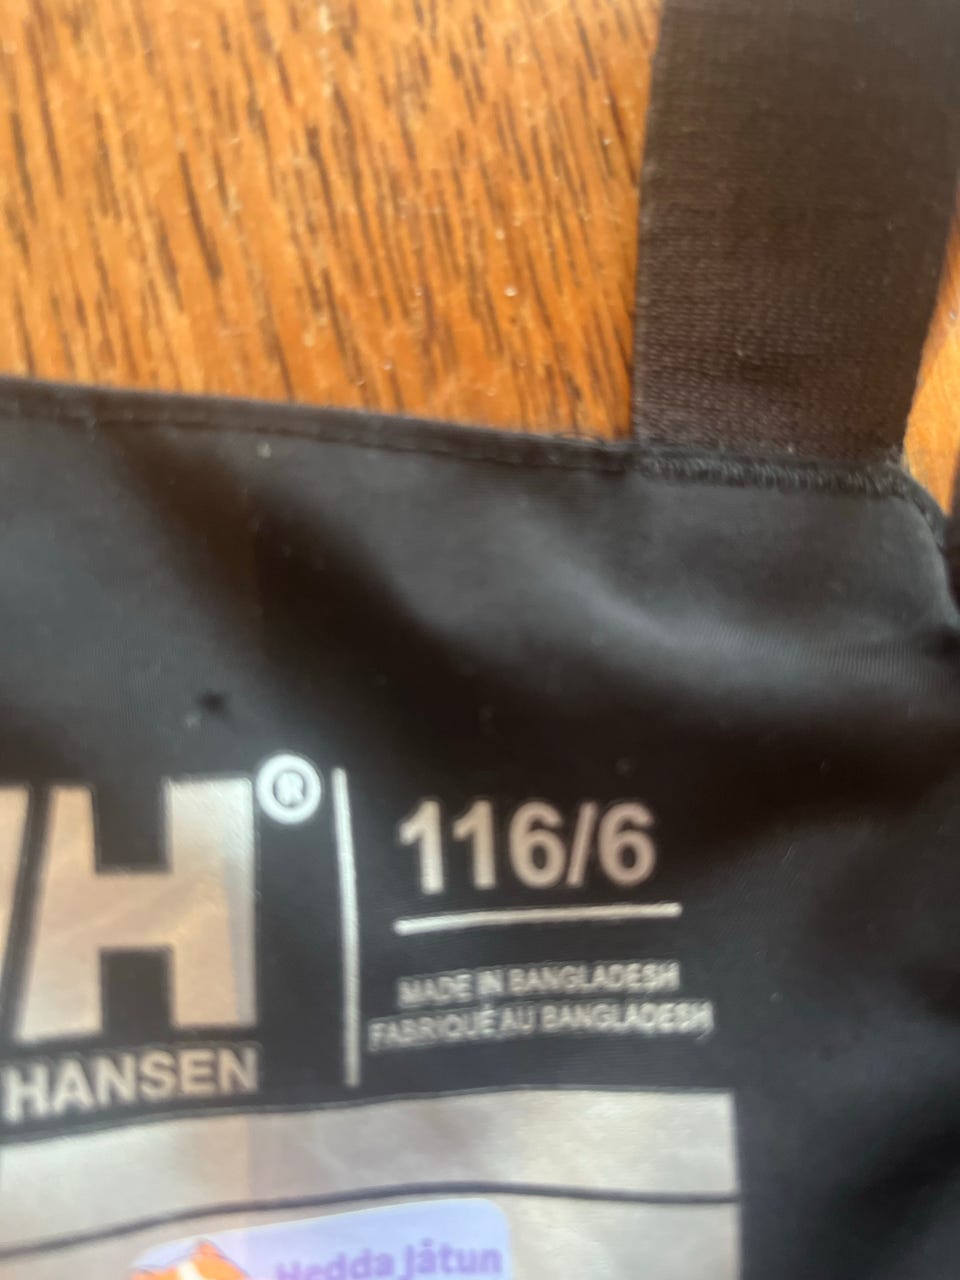 H®
HANSEN
116/6
MADE IN BANGLADESH
FABRIQUÉ AU BANGLADESH
Hedda Jåtun